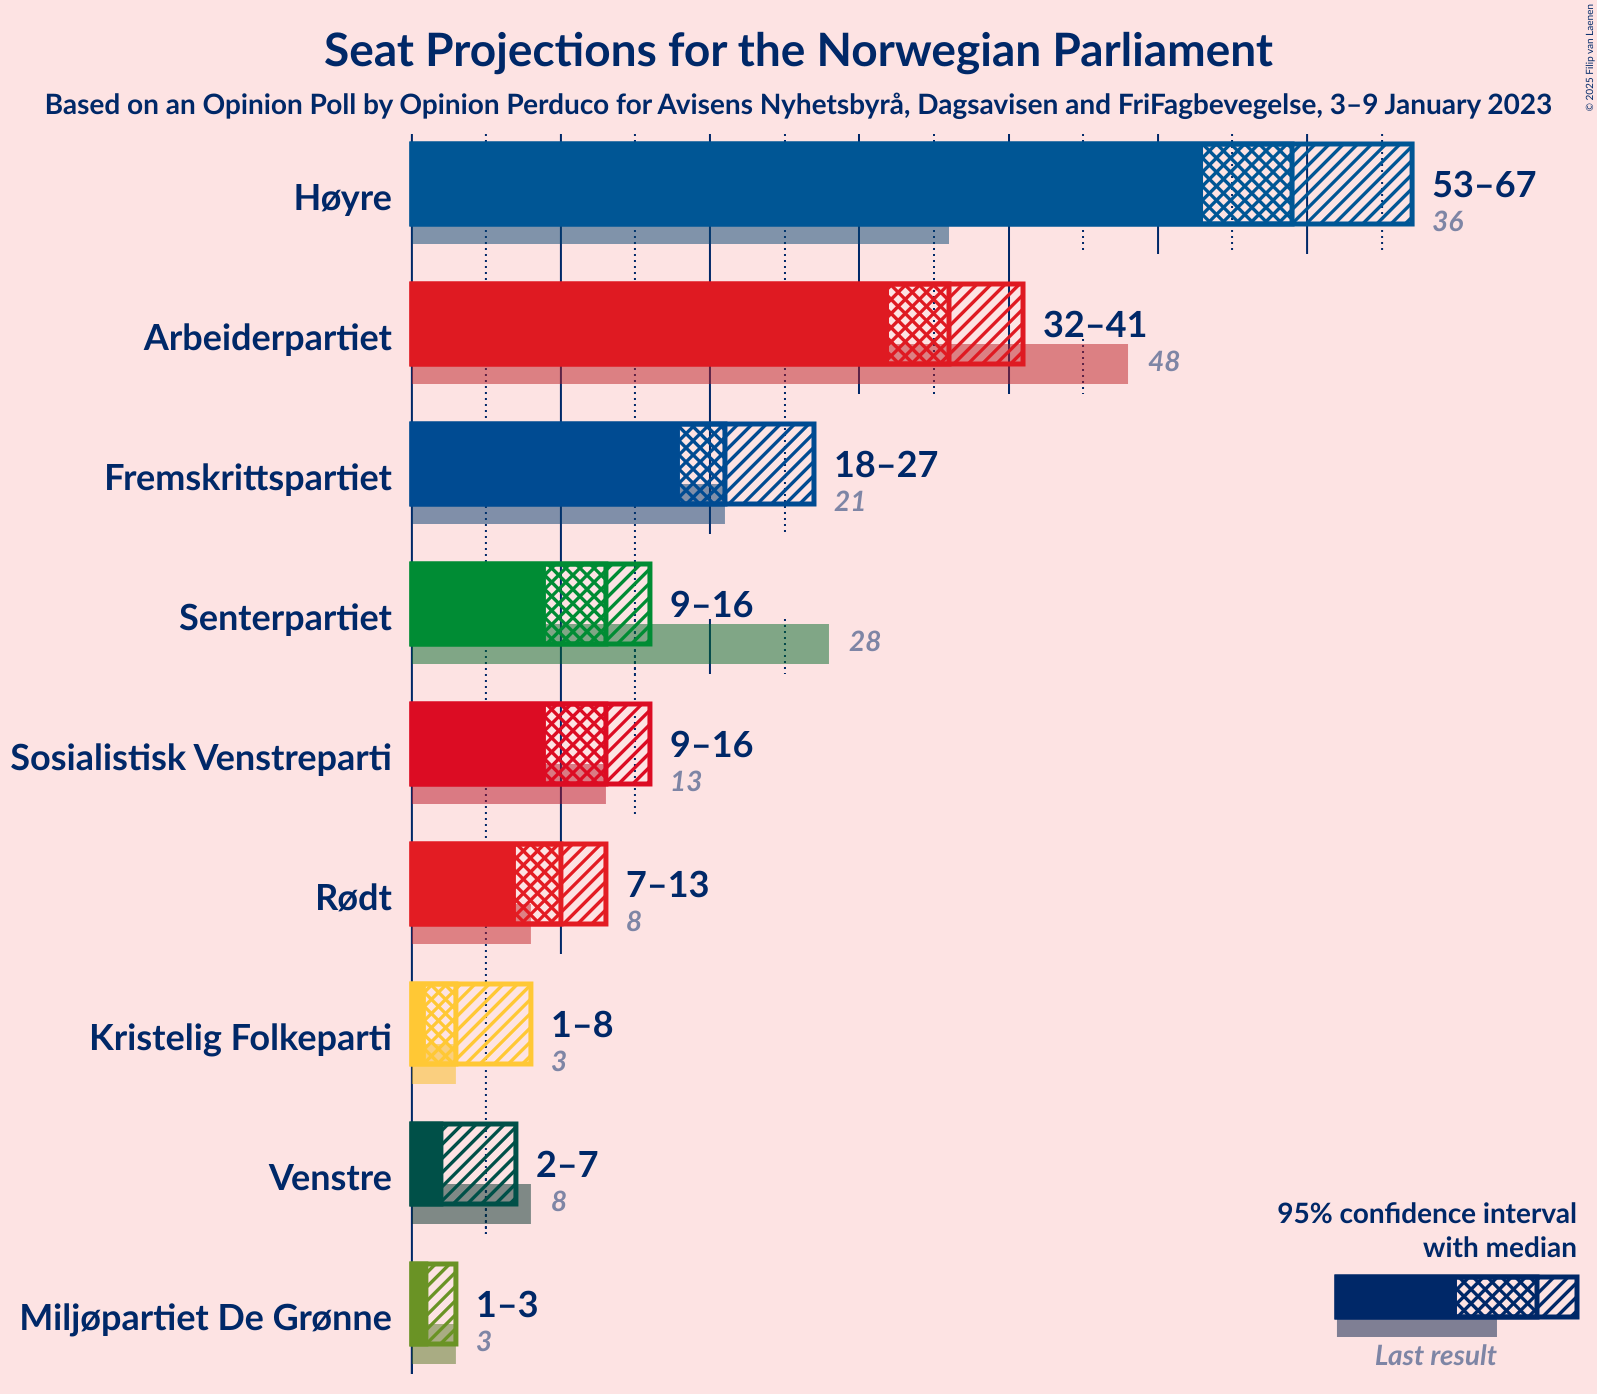 Seat Projections for the Norwegian Parliament
Based on an Opinion Poll by Opinion Perduco for Avisens Nyhetsbyrå, Dagsavisen and FriFagbevegelse, 3–9 January 2023
© 2025 Filip van Laenen
Høyre
53–67
36
Arbeiderpartiet
32–41
48
Fremskrittspartiet
18–27
21
Senterpartiet
9–16
28
Sosialistisk Venstreparti
9–16
13
Rødt
7–13
8
Kristelig Folkeparti
1–8
3
Venstre
2–7
8
Miljøpartiet De Grønne
1–3
3
95% confidence interval
with median
Last result